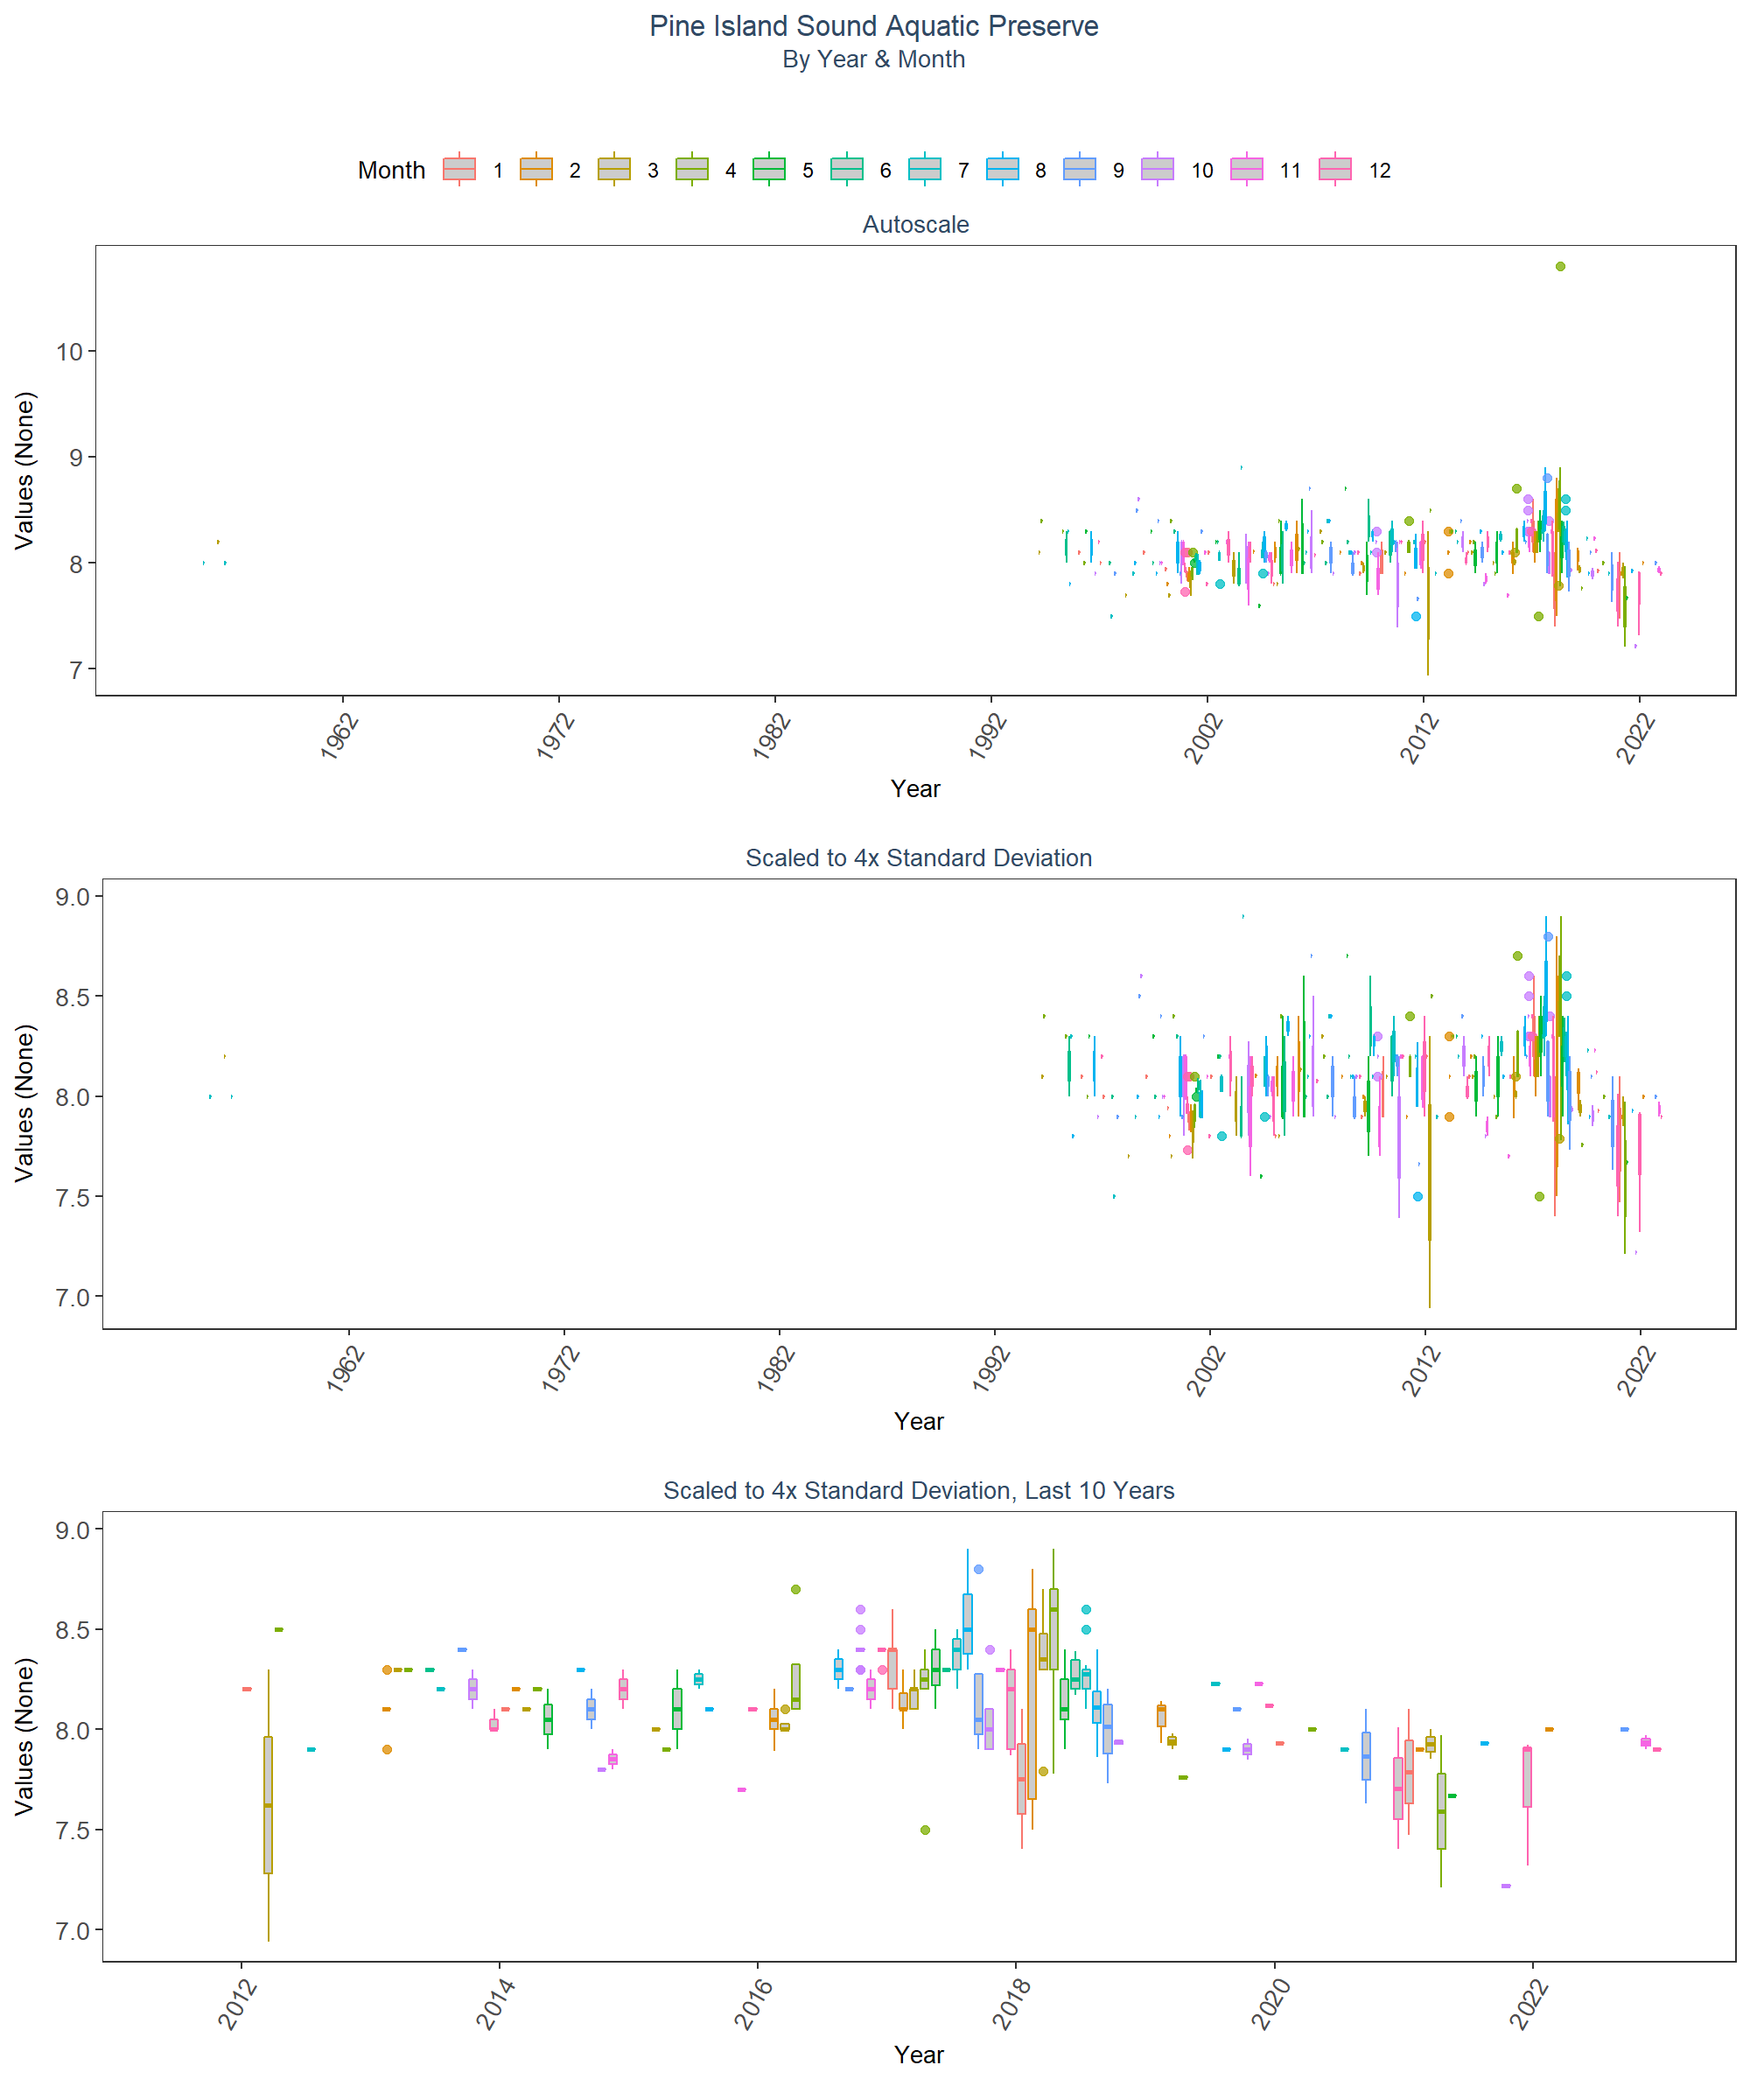 Pine Island Sound Aquatic Preserve
By Year & Month
Month 1 2 3 4 5 6 7 8 9 10 11 12
Autoscale
Values (None)
10
9
8
7
1962 1972 1982 1992 2002 2012 2022
Year
Scaled to 4x Standard Deviation
Values (None)
9.0
8.5
8.0
7.5
7.0
1962 1972 1982 1992 2002 2012 2022
Year
Scaled to 4x Standard Deviation, Last 10 Years
Values (None)
9.0
8.5
8.0
7.5
7.0
2012 2014 2016 2018 2020 2022
Year